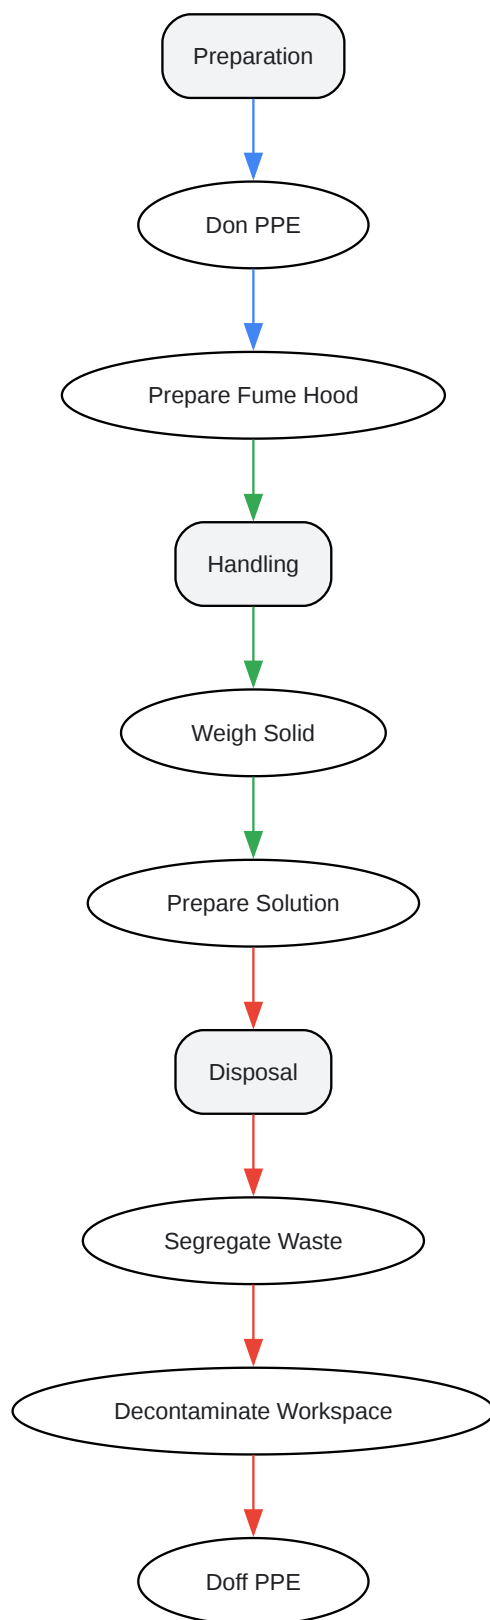 Preparation
Don PPE
Prepare Fume Hood
Handling
Weigh Solid
Prepare Solution
Disposal
Segregate Waste
Decontaminate Workspace
Doff PPE